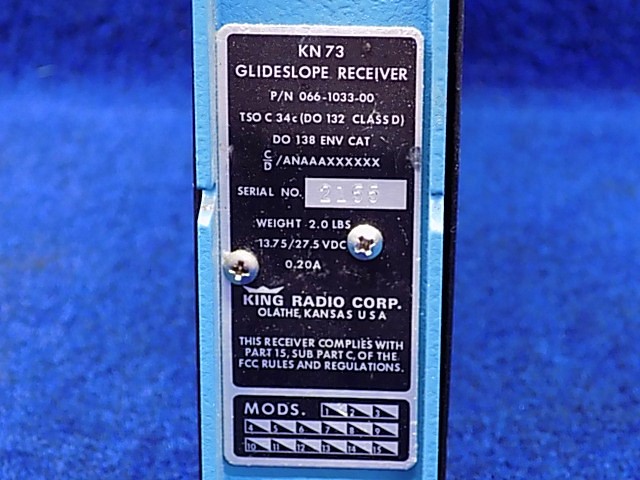 KN 73
GLIDESLOPE RECEIVER
P/N 066-1033-00
TSO C 34c (DO 132 CLASS D)
DO 138 ENV CAT
C/D /ANAAAXXXXXX
SERIAL NO.
WEIGHT 2.0 LBS
13.75/27.5 VDC
0.20A
KING RADIO CORP.
OLATHE, KANSAS U S A
THIS RECEIVER COMPLIES WITH
PART 15, SUB PART C, OF THE
FCC RULES AND REGULATIONS.
MODS. 1 2 3
4 5 6 7 8 9
10 11 12 13 14 15